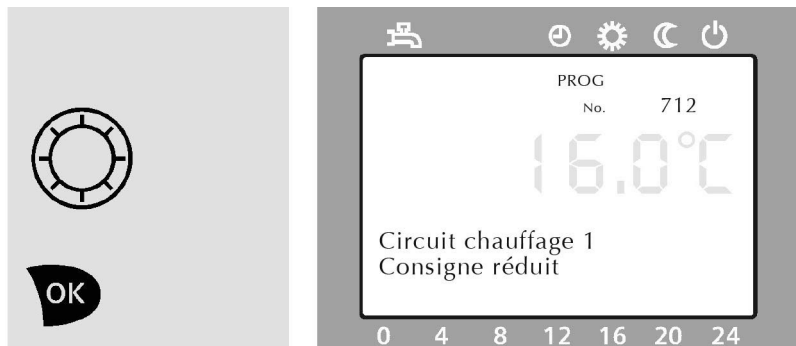 OK
PROG
No. 712
16.0°C
Circuit chauffage 1
Consigne réduit
0 4 8 12 16 20 24